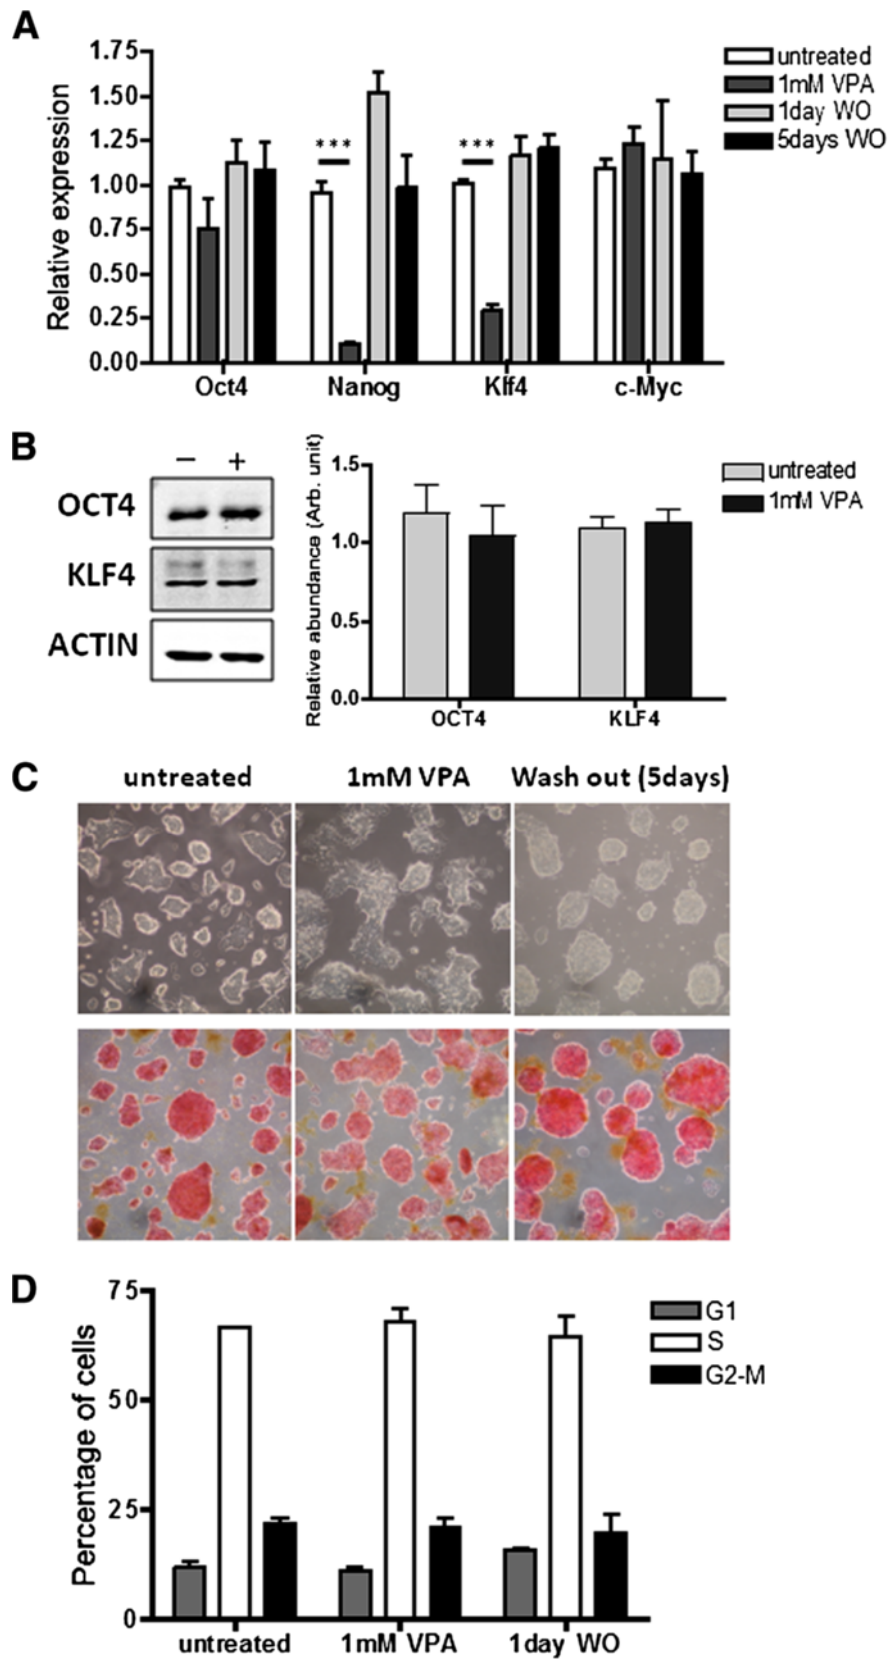 A
Relative expression
1.75
1.50
1.25
1.00
0.75
0.50
0.25
0.00
***
***
Oct4 Nanog Klf4 c-Myc
untreated
1mM VPA
1day WO
5days WO
B
− +
OCT4
KLF4
ACTIN
Relative abundance (Arb. unit)
1.5
1.0
0.5
0.0
OCT4 KLF4
untreated
1mM VPA
C
untreated 1mM VPA Wash out (5days)
D
Percentage of cells
75
50
25
0
untreated 1mM VPA 1day WO
G1
S
G2-M